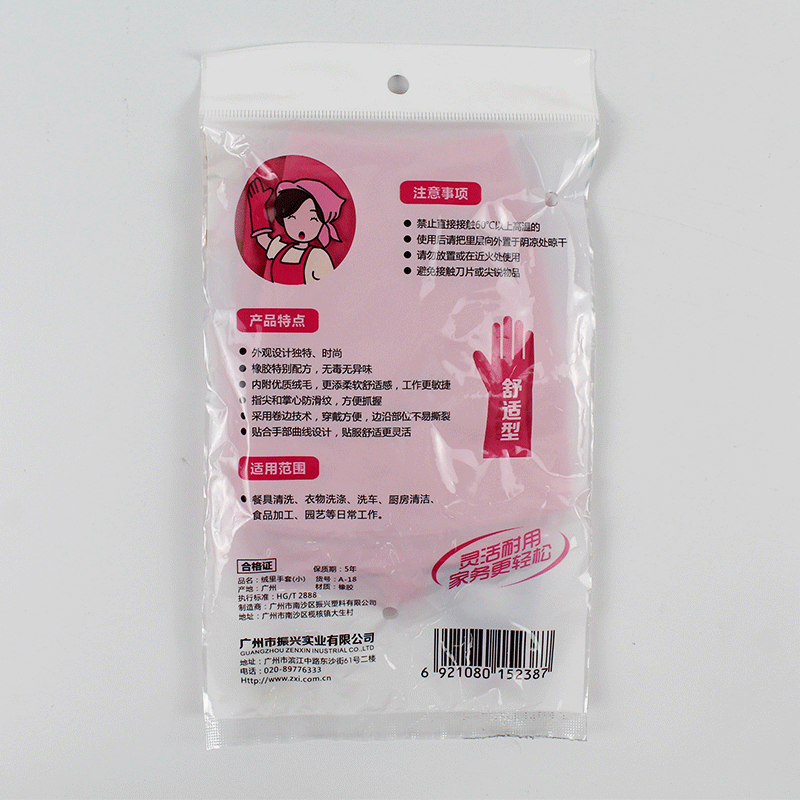 注意事项
禁止直接接触60℃以上高温的
使用后请把里层向外置于阴凉处晾干
请勿放置或在近火处使用
避免接触刀片或尖锐物品
产品特点
外观设计独特、时尚
橡胶特别配方，无毒无异味
内附优质绒毛，更添柔软舒适感，工作更敏捷
指尖和掌心防滑纹，方便抓握
采用卷边技术，穿戴方便，边沿部位不易撕裂
贴合手部曲线设计，贴服舒适更灵活
舒适型
适用范围
餐具清洗、衣物洗涤、洗车、厨房清洁、
食品加工、园艺等日常工作。
灵活耐用
家务更轻松
合格证 保质期：5年
品名：绒里手套(小) 货号：A-18
产地：广州 材质：橡胶
执行标准：HG/T 2888
制造商：广州市南沙区振兴塑料有限公司
地址：广州市南沙区榄核镇大生村
广州市振兴实业有限公司
GUANGZHOU ZENXIN INUSTRIAL CO.,LTD
地址：广州市滨江中路东沙街61号二楼
电话：020-89776333
Http://www.zxi.com.cn
6 921080 152387